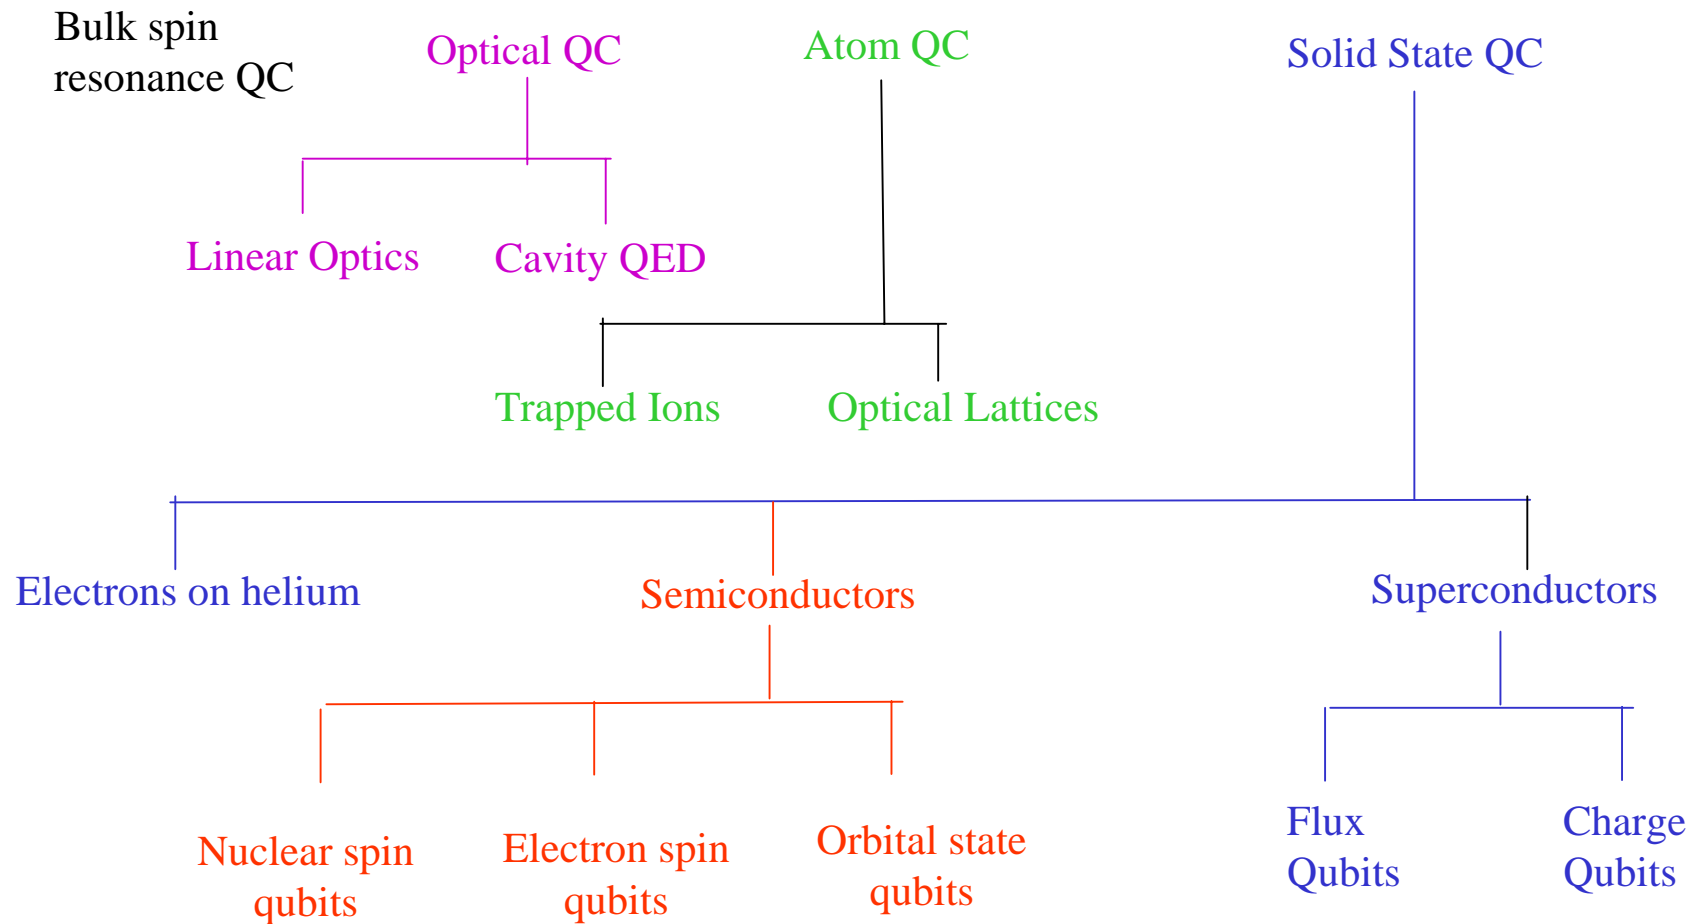 Bulk spin
resonance QC
Optical QC
Atom QC
Solid State QC
Linear Optics
Cavity QED
Trapped Ions
Optical Lattices
Electrons on helium
Semiconductors
Superconductors
Nuclear spin
qubits
Electron spin
qubits
Orbital state
qubits
Flux
Qubits
Charge
Qubits